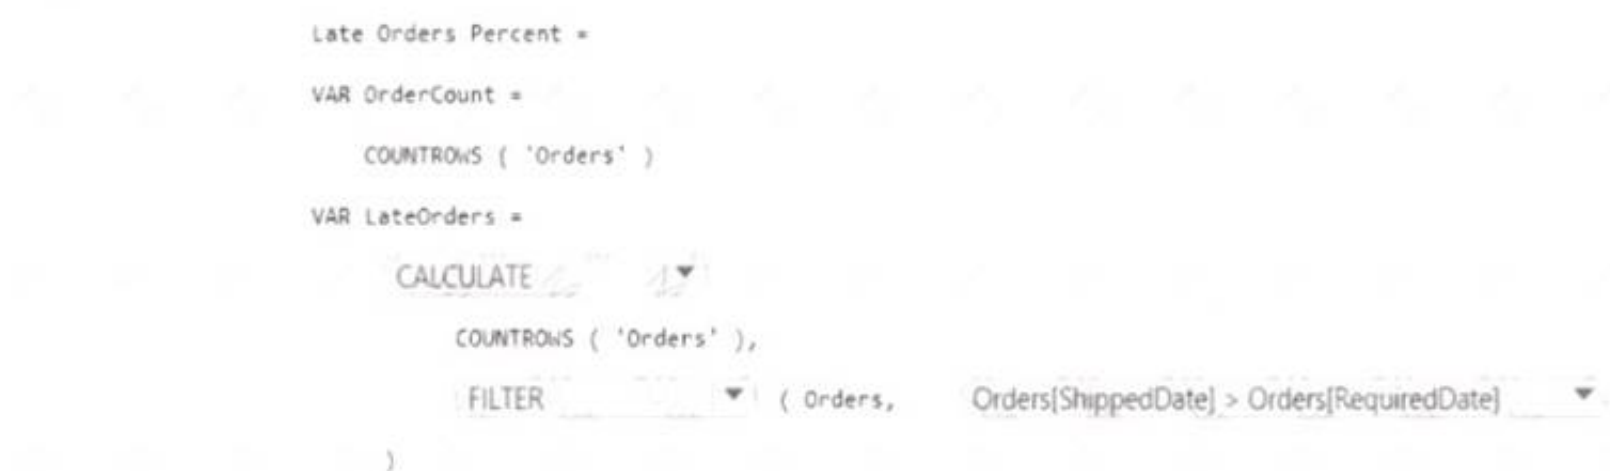 Late Orders Percent =
VAR OrderCount =
COUNTROWS ( 'Orders' )
VAR LateOrders =
CALCULATE
COUNTROWS ( 'Orders' ),
FILTER ( Orders, Orders[ShippedDate] > Orders[RequiredDate]
)